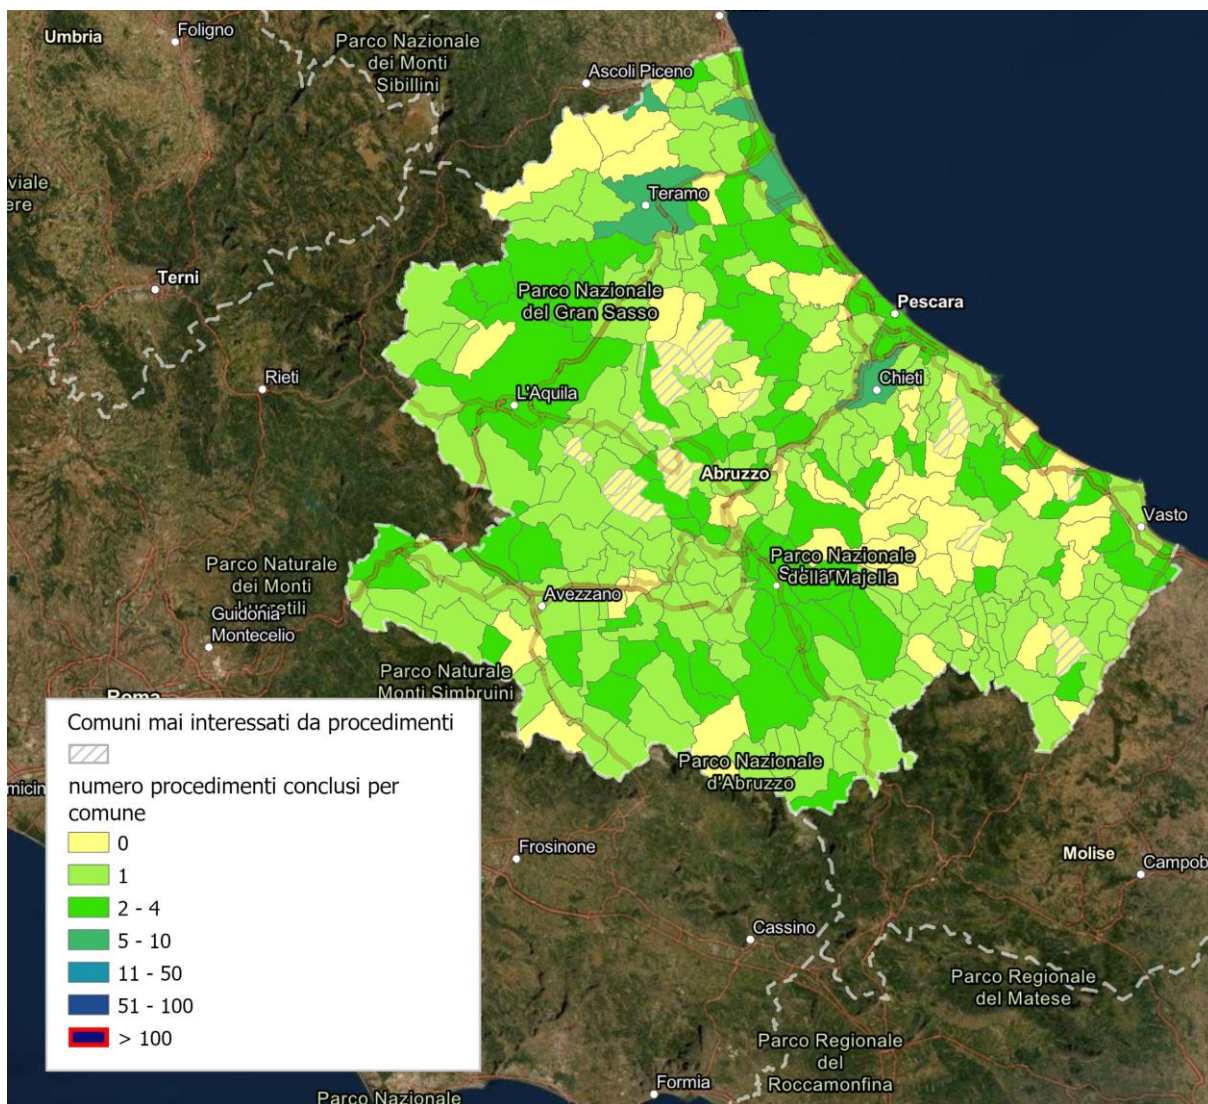 Umbria
Foligno
Parco Nazionale
dei Monti
Sibillini
Ascoli Piceno
viale
ere
Teramo
Terni
Parco Nazionale
del Gran Sasso
Pescara
Rieti
L'Aquila
Chieti
Abruzzo
Vasto
Parco Naturale
dei Monti
Lucretili
Guidonia
Montecelio
Parco Nazionale
della Majella
Avezzano
Parco Naturale
Monti Simbruini
Roma
Parco Nazionale
d'Abruzzo
Comuni mai interessati da procedimenti
numero procedimenti conclusi per
comune
0
1
2 - 4
5 - 10
11 - 50
51 - 100
> 100
micin
Frosinone
Molise
Campob
Cassino
Parco Regionale
del Matese
Parco Regionale
del
Roccamonfina
Formia
Parco Nazionale